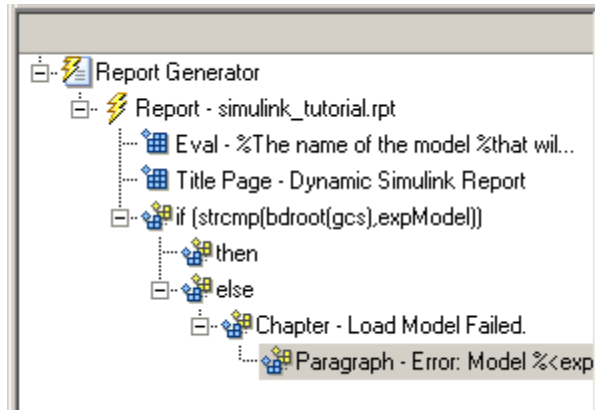 Report Generator
Report - simulink_tutorial.rpt
Eval - %The name of the model %that wil...
Title Page - Dynamic Simulink Report
if (strcmp(bdroot(gcs),expModel))
then
else
Chapter - Load Model Failed.
Paragraph - Error: Model %<exp